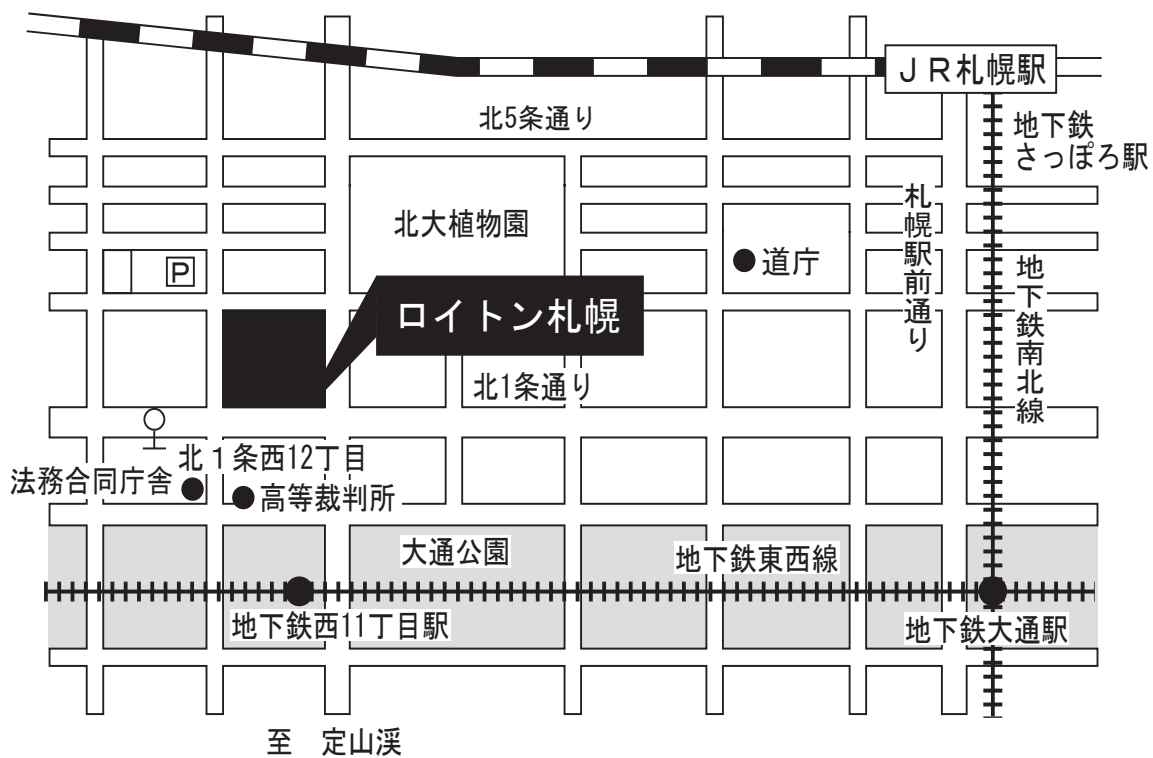 ＪＲ札幌駅
北5条通り
地下鉄
さっぽろ駅
北大植物園
札幌駅前通り
道庁
P
地下鉄南北線
ロイトン札幌
北1条通り
北１条西12丁目
法務合同庁舎
高等裁判所
大通公園
地下鉄東西線
地下鉄西11丁目駅
地下鉄大通駅
至　定山渓